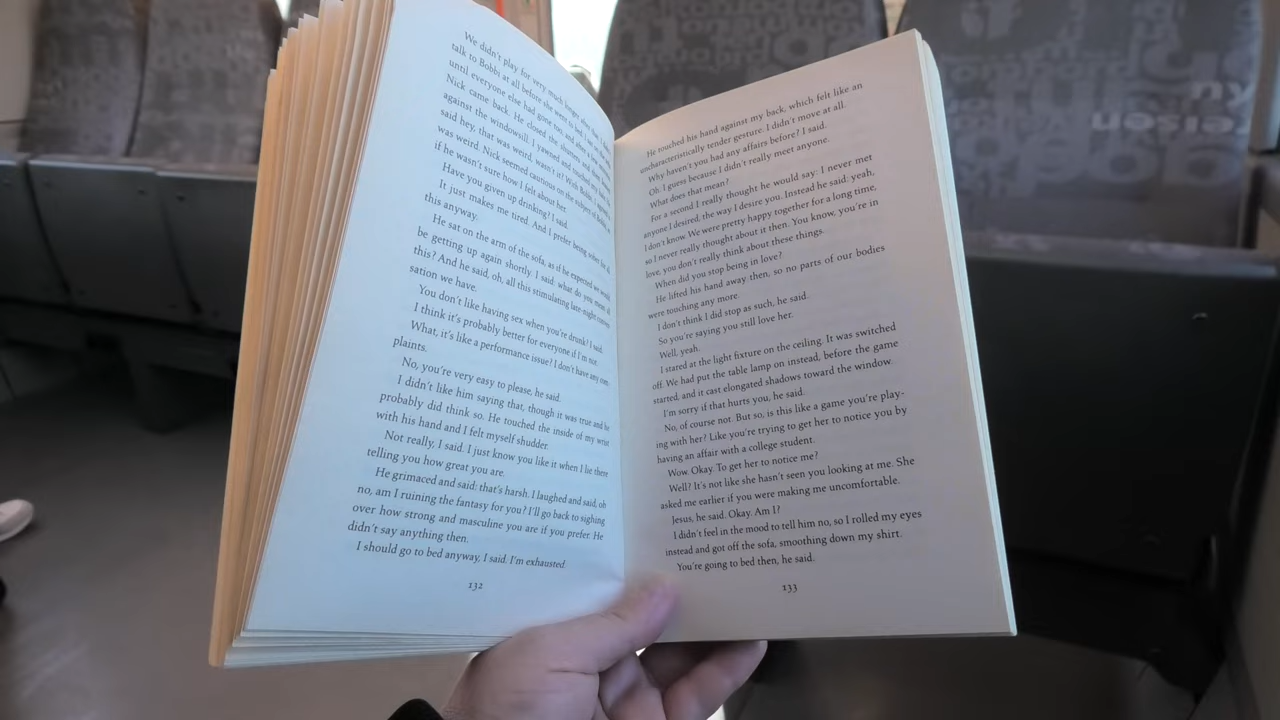 We didn't play for very much longer after that.
talk to Bobbi at all before she went to bed. I
until everyone else had gone too, and after a few
Nick came back. He closed the shutters and
against the windowsill. I yawned and touched my
said hey, that was weird, wasn't it? With Bobbi. I
was weird. Nick seemed cautious on the subject of Bobbi, as
if he wasn't sure how I felt about her.
Have you given up drinking? I said.
It just makes me tired. And I prefer being sober for
this anyway.
He sat on the arm of the sofa, as if he expected we would
be getting up again shortly. I said: what do you mean
this? And he said, oh, all this stimulating late-night conver-
sation we have.
You don't like having sex when you're drunk? I said.
I think it's probably better for everyone if I'm not.
What, it's like a performance issue? I don't have any com-
plaints.
No, you're very easy to please, he said.
I didn't like him saying that, though it was true and he
probably did think so. He touched the inside of my wrist
with his hand and I felt myself shudder.
Not really, I said. I just know you like it when I lie there
telling you how great you are.
He grimaced and said: that's harsh. I laughed and said, oh
no, am I ruining the fantasy for you? I'll go back to sighing
over how strong and masculine you are if you prefer. He
didn't say anything then.
I should go to bed anyway, I said. I'm exhausted.
132
He touched his hand against my back, which felt like an
uncharacteristically tender gesture. I didn't move at all.
Why haven't you had any affairs before? I said.
Oh. I guess because I didn't really meet anyone.
What does that mean?
For a second I really thought he would say: I never met
anyone I desired, the way I desire you. Instead he said: yeah,
I don't know. We were pretty happy together for a long time,
so I never really thought about it then. You know, you're in
love, you don't really think about these things.
When did you stop being in love?
He lifted his hand away then, so no parts of our bodies
were touching any more.
I don't think I did stop as such, he said.
So you're saying you still love her.
Well, yeah.
I stared at the light fixture on the ceiling. It was switched
off. We had put the table lamp on instead, before the game
started, and it cast elongated shadows toward the window.
I'm sorry if that hurts you, he said.
No, of course not. But so, is this like a game you're play-
ing with her? Like you're trying to get her to notice you by
having an affair with a college student.
Wow. Okay. To get her to notice me?
Well? It's not like she hasn't seen you looking at me. She
asked me earlier if you were making me uncomfortable.
Jesus, he said. Okay. Am I?
I didn't feel in the mood to tell him no, so I rolled my eyes
instead and got off the sofa, smoothing down my shirt.
You're going to bed then, he said.
133